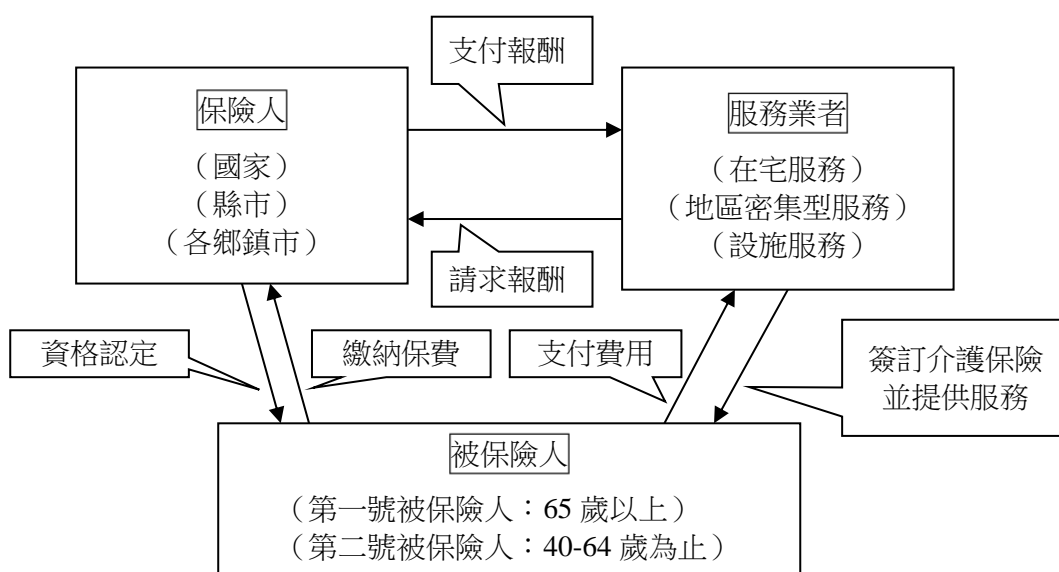 支付報酬
保險人
（國家）
（縣市）
（各鄉鎮市）
服務業者
（在宅服務）
（地區密集型服務）
（設施服務）
請求報酬
資格認定
繳納保費
支付費用
簽訂介護保險
並提供服務
被保險人
（第一號被保險人：65 歲以上）
（第二號被保險人：40-64 歲為止）